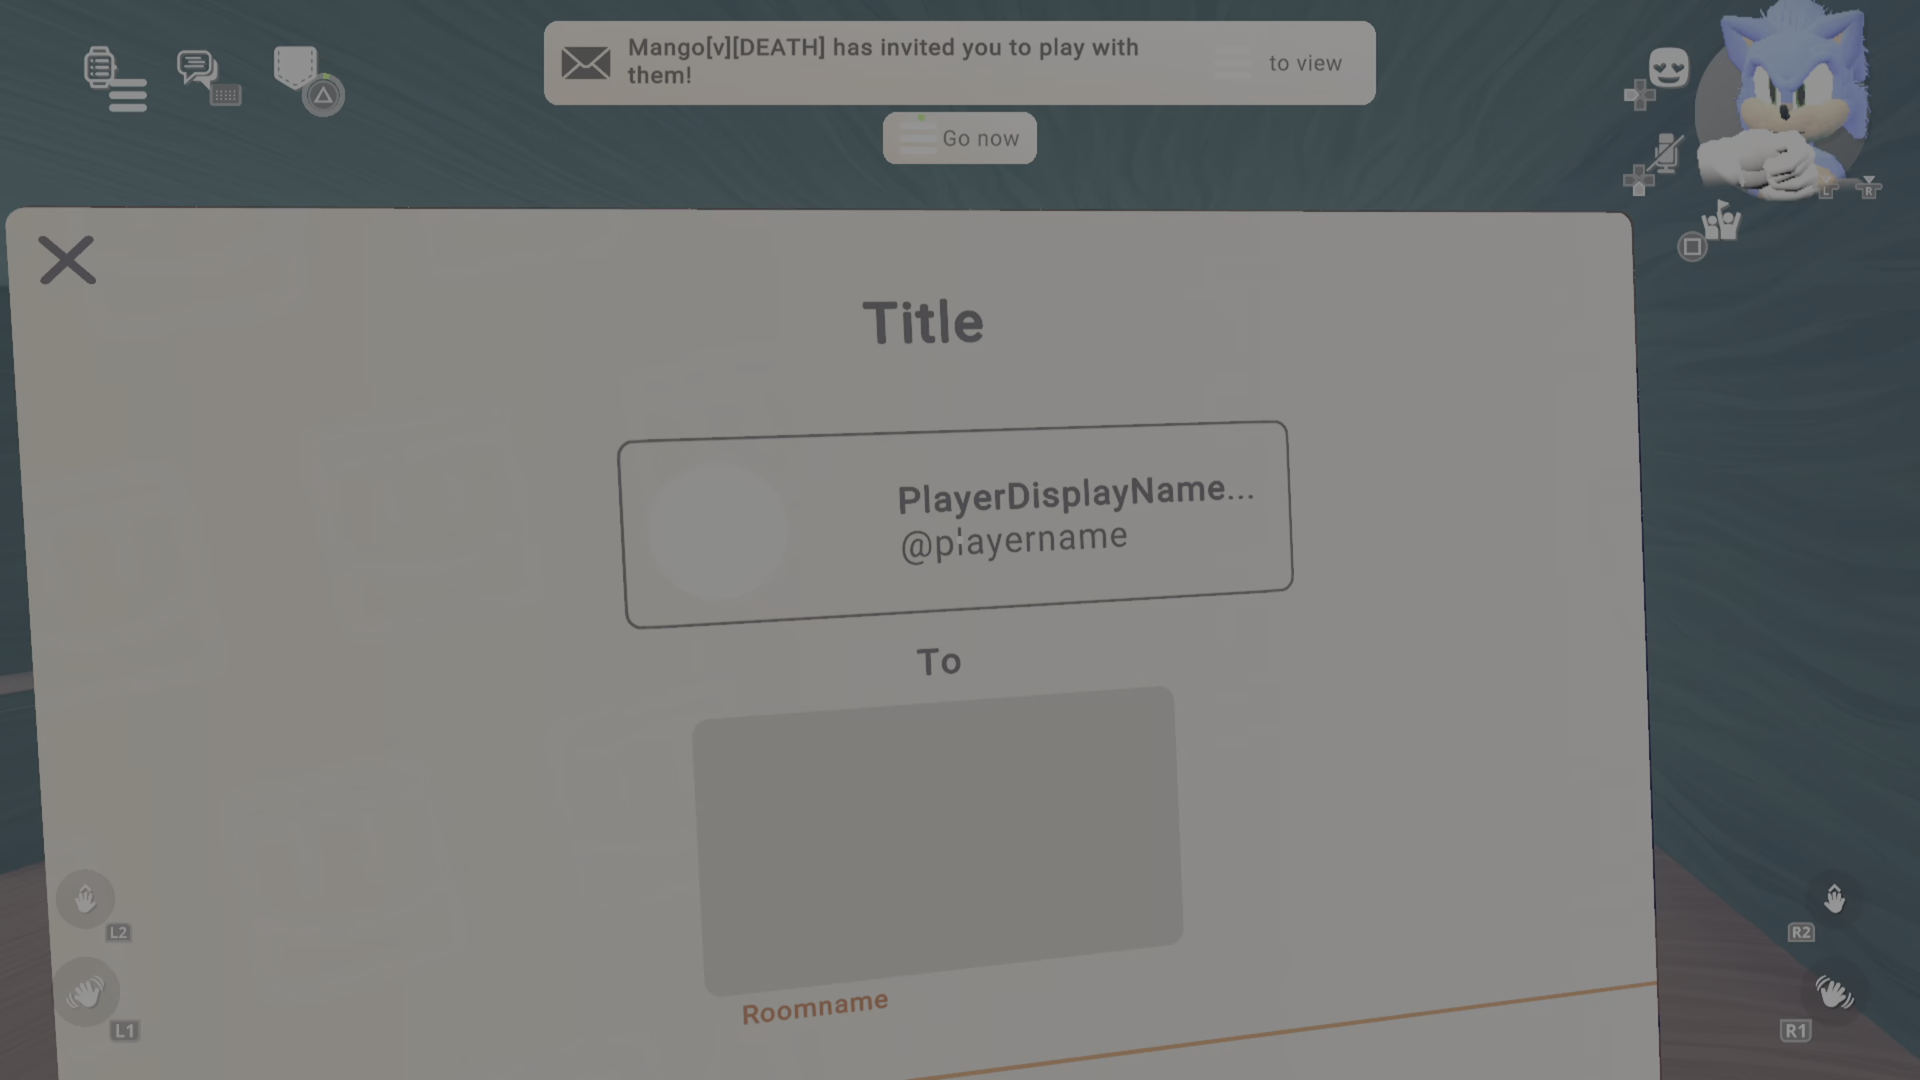 Mango[v][DEATH] has invited you to play with
them!
to view
Go now
L
R
Title
PlayerDisplayName...
@playername
To
Roomname
L2
R2
L1
R1